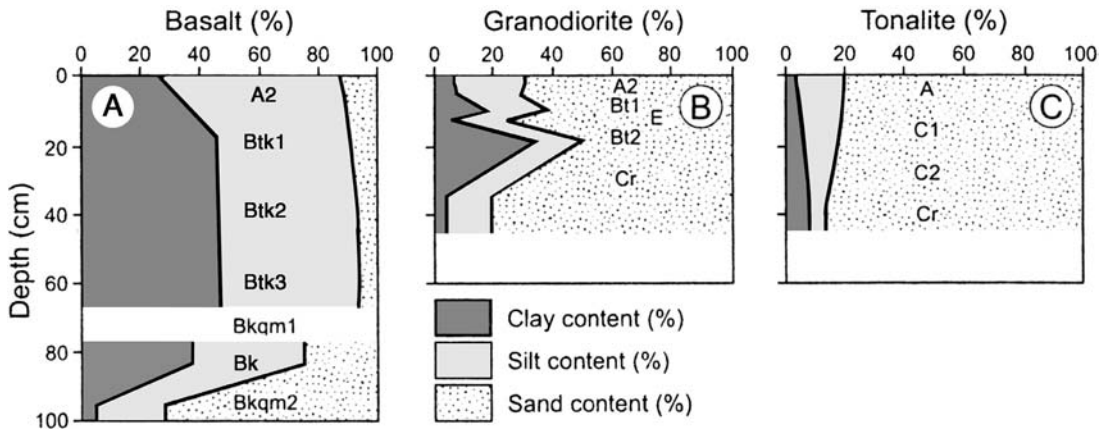 Basalt (%)
0 20 40 60 80 100
Granodiorite (%)
0 20 40 60 80 100
Tonalite (%)
0 20 40 60 80 100
Depth (cm)
0
20
40
60
80
100
A
A2
Btk1
Btk2
Btk3
Bkqm1
Bk
Bkqm2
B
A2
Bt1
E
Bt2
Cr
C
A
C1
C2
Cr
Clay content (%)
Silt content (%)
Sand content (%)